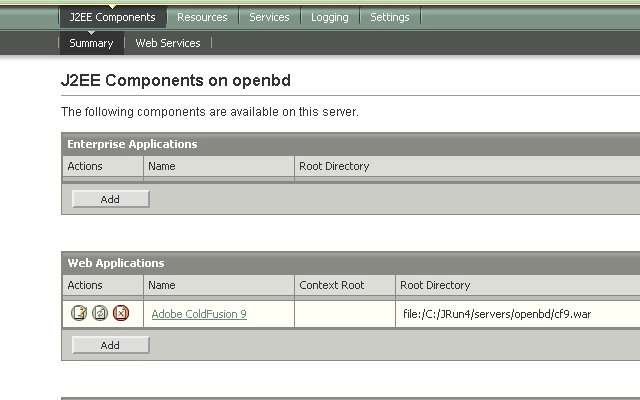 J2EE Components Resources Services Logging Settings
Summary Web Services
J2EE Components on openbd
The following components are available on this server.
Enterprise Applications
Actions Name Root Directory
Add
Web Applications
Actions Name Context Root Root Directory
Adobe ColdFusion 9 file:/C:/JRun4/servers/openbd/cf9.war
Add